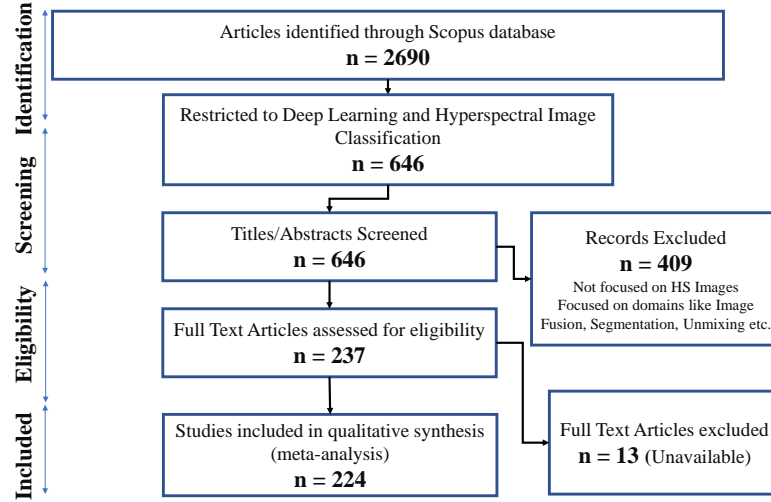 Identification
Articles identified through Scopus database
n = 2690
Restricted to Deep Learning and Hyperspectral Image
Classification
n = 646
Screening
Titles/Abstracts Screened
n = 646
Records Excluded
n = 409
Not focused on HS Images
Focused on domains like Image
Fusion, Segmentation, Unmixing etc.
Eligibility
Full Text Articles assessed for eligibility
n = 237
Full Text Articles excluded
n = 13 (Unavailable)
Included
Studies included in qualitative synthesis
(meta-analysis)
n = 224